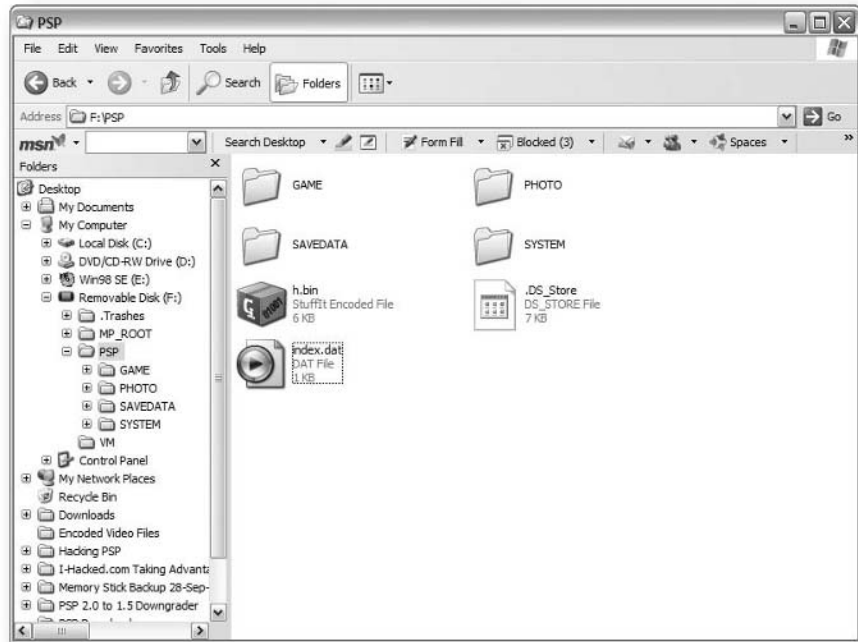 PSP
File Edit View Favorites Tools Help
Back Search Folders
Address F:\PSP Go
msn Search Desktop Form Fill Blocked (3) Spaces »
Folders
Desktop
My Documents
My Computer
Local Disk (C:)
DVD/CD-RW Drive (D:)
Win98 SE (E:)
Removable Disk (F:)
.Trashes
MP_ROOT
PSP
GAME
PHOTO
SAVEDATA
SYSTEM
VM
Control Panel
My Network Places
Recycle Bin
Downloads
Encoded Video Files
Hacking PSP
I-Hacked.com Taking Advanta
Memory Stick Backup 28-Sep-
PSP 2.0 to 1.5 Downgrader
GAME
PHOTO
SAVEDATA
SYSTEM
h.bin
StuffIt Encoded File
6 KB
.DS_Store
DS_STORE File
7 KB
index.dat
DAT File
1 KB